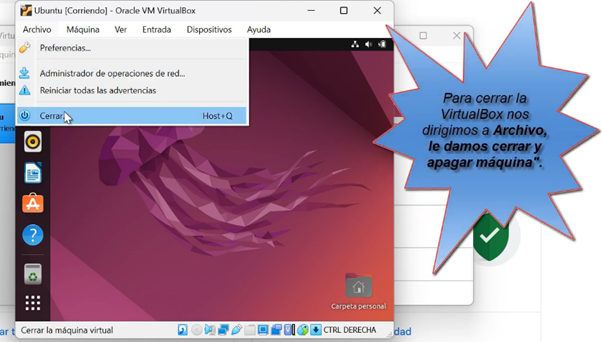 Ubuntu [Corriendo] - Oracle VM VirtualBox
Archivo Máquina Ver Entrada Dispositivos Ayuda
Preferencias...
Administrador de operaciones de red...
Reiniciar todas las advertencias
Cerrar Host+Q
Carpeta personal
Cerrar la máquina virtual
CTRL DERECHA
Para cerrar la
VirtualBox nos
dirigimos a Archivo,
le damos cerrar y
apagar máquina".